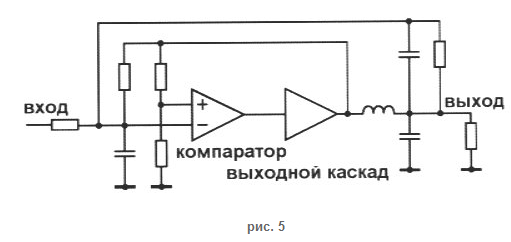 вход
+
−
выход
компаратор
выходной каскад
рис. 5